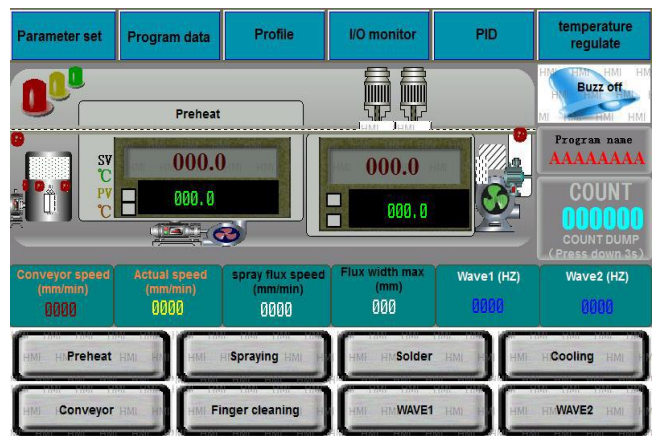 Parameter set
Program data
Profile
I/O monitor
PID
temperature
regulate
Buzz off
Preheat
Program name
AAAAAAAA
SV
°C
PV
°C
000.0
000.0
000.0
000.0
COUNT
000000
COUNT DUMP
(Press down 3s)
Conveyor speed
(mm/min)
0000
Actual speed
(mm/min)
0000
spray flux speed
(mm/min)
0000
Flux width max
(mm)
000
Wave1 (HZ)
0000
Wave2 (HZ)
0000
Preheat
Spraying
Solder
Cooling
Conveyor
Finger cleaning
WAVE1
WAVE2